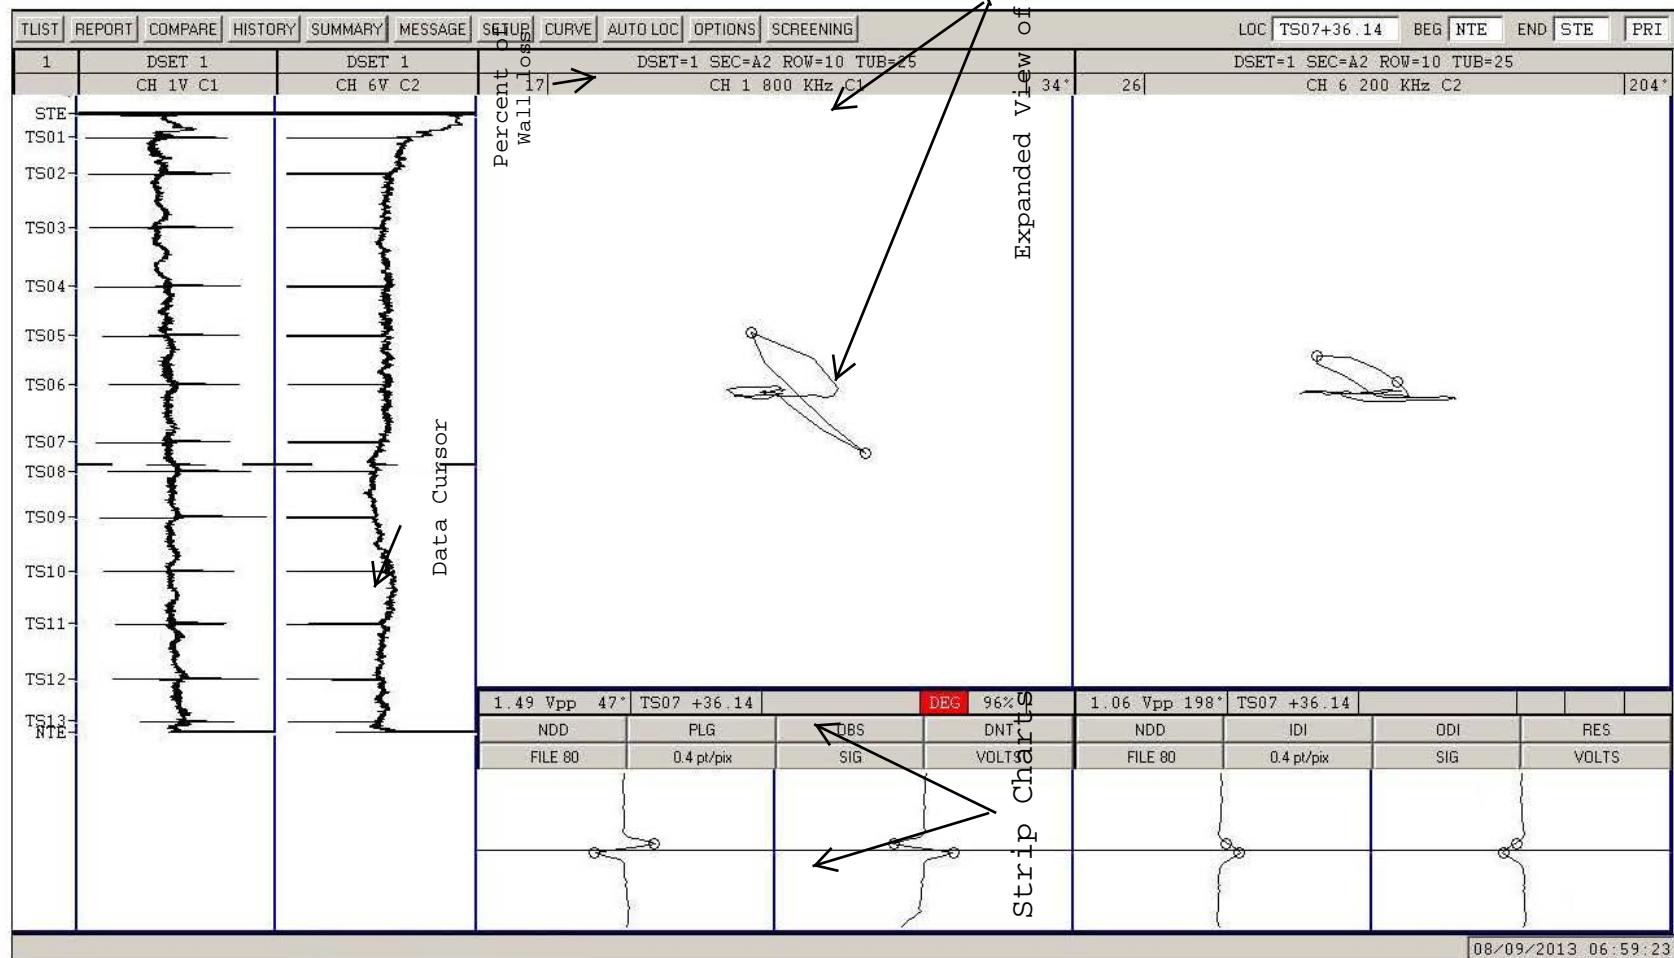 TLIST REPORT COMPARE HISTORY SUMMARY MESSAGE SETUP CURVE AUTO LOC OPTIONS SCREENING LOC TS07+36.14 BEG NTE END STE PRI
1 DSET 1 DSET 1 DSET=1 SEC=A2 ROW=10 TUB=25 DSET=1 SEC=A2 ROW=10 TUB=25
CH 1V C1 CH 6V C2 17 CH 1 800 KHz C1 34° 26 CH 6 200 KHz C2 204°
Percent of
Wall loss
Expanded View of
STE
TS01
TS02
TS03
TS04
TS05
TS06
TS07
TS08
TS09
TS10
TS11
TS12
TS13
NTE
Data Cursor
1.49 Vpp 47° TS07 +36.14 DEG 96% 1.06 Vpp 198° TS07 +36.14
NDD PLG OBS DNT NDD IDI ODI RES
FILE 80 0.4 pt/pix SIG VOLTS FILE 80 0.4 pt/pix SIG VOLTS
Strip Charts
08/09/2013 06:59:23